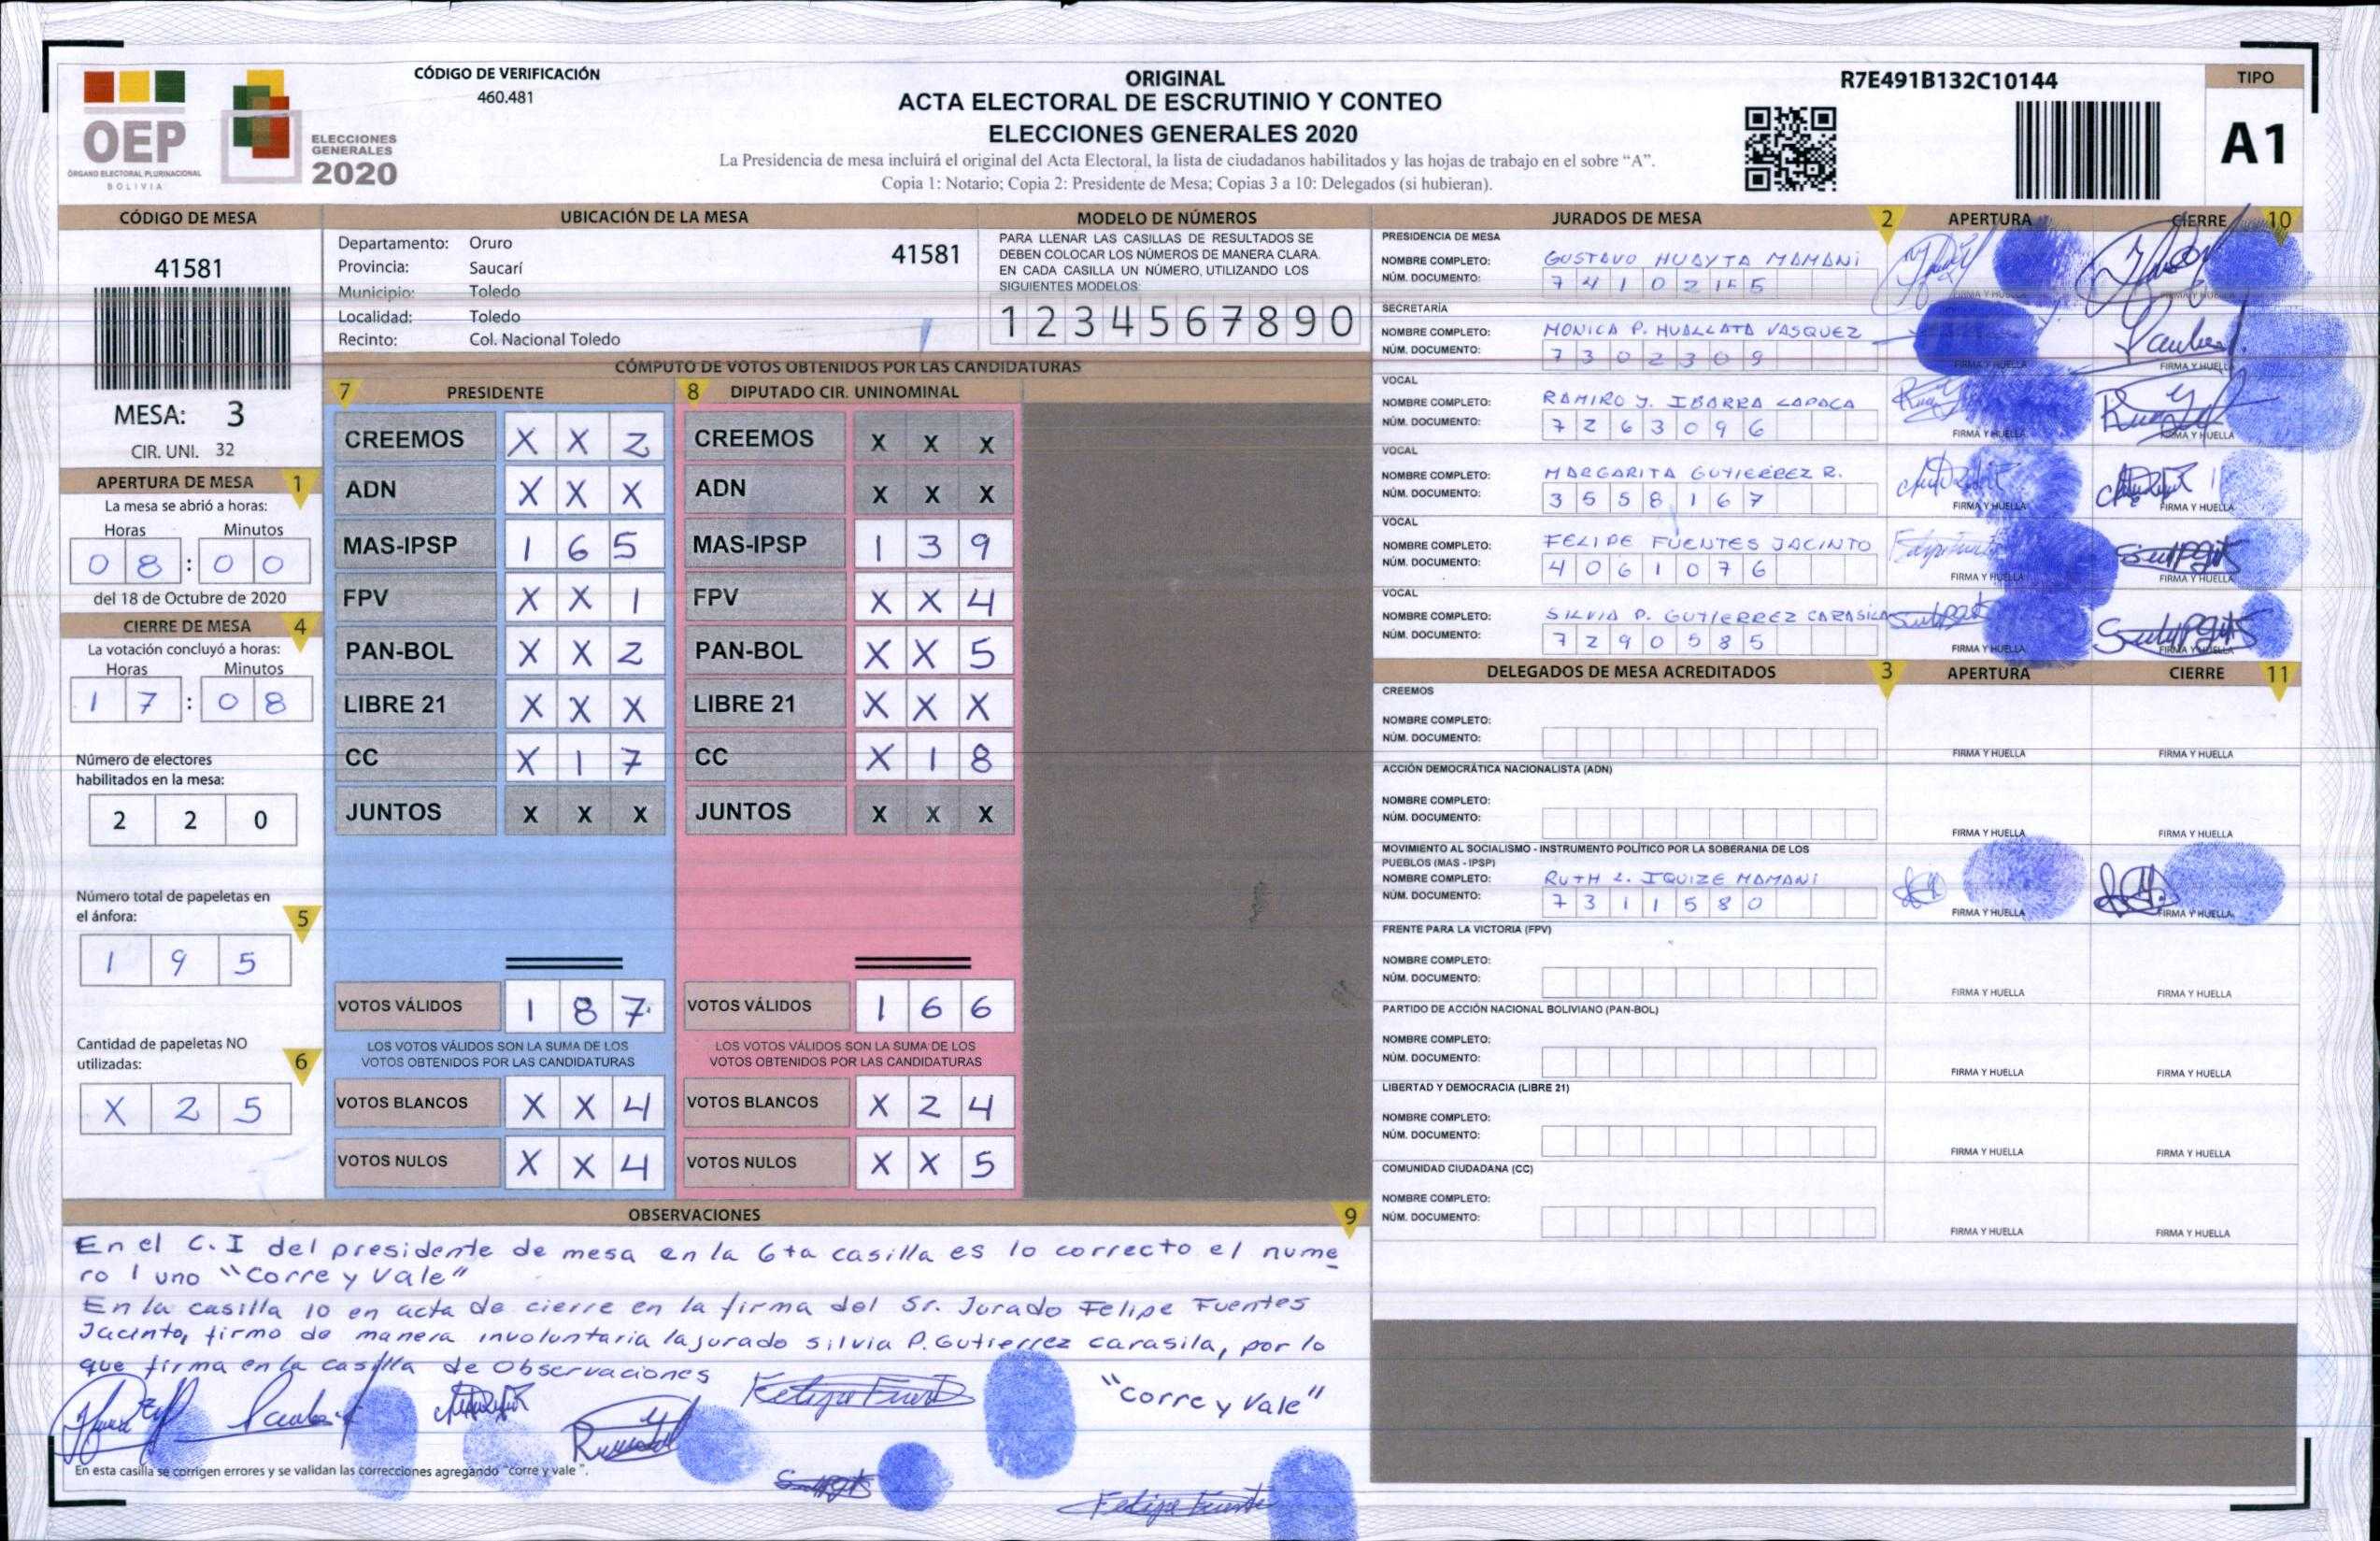 CÓDIGO DE VERIFICACIÓN
460.481
OEP
ÓRGANO ELECTORAL PLURINACIONAL
BOLIVIA
ELECCIONES
GENERALES
2020
ORIGINAL
ACTA ELECTORAL DE ESCRUTINIO Y CONTEO
ELECCIONES GENERALES 2020
La Presidencia de mesa incluirá el original del Acta Electoral, la lista de ciudadanos habilitados y las hojas de trabajo en el sobre “A”.
Copia 1: Notario; Copia 2: Presidente de Mesa; Copias 3 a 10: Delegados (si hubieran).
R7E491B132C10144
TIPO
A1
CÓDIGO DE MESA
41581
MESA: 3
CIR. UNI. 32
APERTURA DE MESA 1
La mesa se abrió a horas:
Horas Minutos
0 8 : 0 0
del 18 de Octubre de 2020
CIERRE DE MESA 4
La votación concluyó a horas:
Horas Minutos
1 7 : 0 8
Número de electores
habilitados en la mesa:
2 2 0
Número total de papeletas en
el ánfora: 5
1 9 5
Cantidad de papeletas NO
utilizadas: 6
X 2 5
UBICACIÓN DE LA MESA
Departamento: Oruro 41581
Provincia: Saucarí
Municipio: Toledo
Localidad: Toledo
Recinto: Col. Nacional Toledo
MODELO DE NÚMEROS
PARA LLENAR LAS CASILLAS DE RESULTADOS SE
DEBEN COLOCAR LOS NÚMEROS DE MANERA CLARA.
EN CADA CASILLA UN NÚMERO, UTILIZANDO LOS
SIGUIENTES MODELOS:
1 2 3 4 5 6 7 8 9 0
CÓMPUTO DE VOTOS OBTENIDOS POR LAS CANDIDATURAS
7 PRESIDENTE
CREEMOS X X 2
ADN X X X
MAS-IPSP 1 6 5
FPV X X 1
PAN-BOL X X 2
LIBRE 21 X X X
CC X 1 7
JUNTOS X X X
VOTOS VÁLIDOS 1 8 7
LOS VOTOS VÁLIDOS SON LA SUMA DE LOS
VOTOS OBTENIDOS POR LAS CANDIDATURAS
VOTOS BLANCOS X X 4
VOTOS NULOS X X 4
8 DIPUTADO CIR. UNINOMINAL
CREEMOS X X X
ADN X X X
MAS-IPSP 1 3 9
FPV X X 4
PAN-BOL X X 5
LIBRE 21 X X X
CC X 1 8
JUNTOS X X X
VOTOS VÁLIDOS 1 6 6
LOS VOTOS VÁLIDOS SON LA SUMA DE LOS
VOTOS OBTENIDOS POR LAS CANDIDATURAS
VOTOS BLANCOS X 2 4
VOTOS NULOS X X 5
JURADOS DE MESA 2 APERTURA CIERRE 10
PRESIDENCIA DE MESA
NOMBRE COMPLETO: GUSTAVO HUAYTA MAMANI
NÚM. DOCUMENTO: 7 4 1 0 2 1 5
FIRMA Y HUELLA FIRMA Y HUELLA
SECRETARÍA
NOMBRE COMPLETO: MONICA P. HUALLATA VASQUEZ
NÚM. DOCUMENTO: 7 3 0 2 3 0 9
FIRMA Y HUELLA FIRMA Y HUELLA
VOCAL
NOMBRE COMPLETO: RAMIRO Y. IBARRA LAPACA
NÚM. DOCUMENTO: 7 2 6 3 0 9 6
FIRMA Y HUELLA FIRMA Y HUELLA
VOCAL
NOMBRE COMPLETO: MARGARITA GUTIERREZ R.
NÚM. DOCUMENTO: 3 5 5 8 1 6 7
FIRMA Y HUELLA FIRMA Y HUELLA
VOCAL
NOMBRE COMPLETO: FELIPE FUENTES JACINTO
NÚM. DOCUMENTO: 4 0 6 1 0 7 6
FIRMA Y HUELLA FIRMA Y HUELLA
VOCAL
NOMBRE COMPLETO: SILVIA P. GUTIERREZ CARASILA
NÚM. DOCUMENTO: 7 2 9 0 5 8 5
FIRMA Y HUELLA FIRMA Y HUELLA
DELEGADOS DE MESA ACREDITADOS 3 APERTURA CIERRE 11
CREEMOS
NOMBRE COMPLETO:
NÚM. DOCUMENTO:
FIRMA Y HUELLA FIRMA Y HUELLA
ACCIÓN DEMOCRÁTICA NACIONALISTA (ADN)
NOMBRE COMPLETO:
NÚM. DOCUMENTO:
FIRMA Y HUELLA FIRMA Y HUELLA
MOVIMIENTO AL SOCIALISMO - INSTRUMENTO POLÍTICO POR LA SOBERANIA DE LOS
PUEBLOS (MAS - IPSP)
NOMBRE COMPLETO: RUTH L. IQUIZE MAMANI
NÚM. DOCUMENTO: 7 3 1 1 5 8 0
FIRMA Y HUELLA FIRMA Y HUELLA
FRENTE PARA LA VICTORIA (FPV)
NOMBRE COMPLETO:
NÚM. DOCUMENTO:
FIRMA Y HUELLA FIRMA Y HUELLA
PARTIDO DE ACCIÓN NACIONAL BOLIVIANO (PAN-BOL)
NOMBRE COMPLETO:
NÚM. DOCUMENTO:
FIRMA Y HUELLA FIRMA Y HUELLA
LIBERTAD Y DEMOCRACIA (LIBRE 21)
NOMBRE COMPLETO:
NÚM. DOCUMENTO:
FIRMA Y HUELLA FIRMA Y HUELLA
COMUNIDAD CIUDADANA (CC)
NOMBRE COMPLETO:
NÚM. DOCUMENTO:
FIRMA Y HUELLA FIRMA Y HUELLA
OBSERVACIONES 9
En el C.I del presidente de mesa en la 6ta casilla es lo correcto el nume
ro 1 uno "Corre y Vale"
En la casilla 10 en acta de cierre en la firma del Sr. Jurado Felipe Fuentes
Jacinto, firmo de manera involuntaria la jurado Silvia P. Gutierrez carasila, por lo
que firma en la casilla de Observaciones
"Corre y Vale"
En esta casilla se corrigen errores y se validan las correcciones agregando "corre y vale".